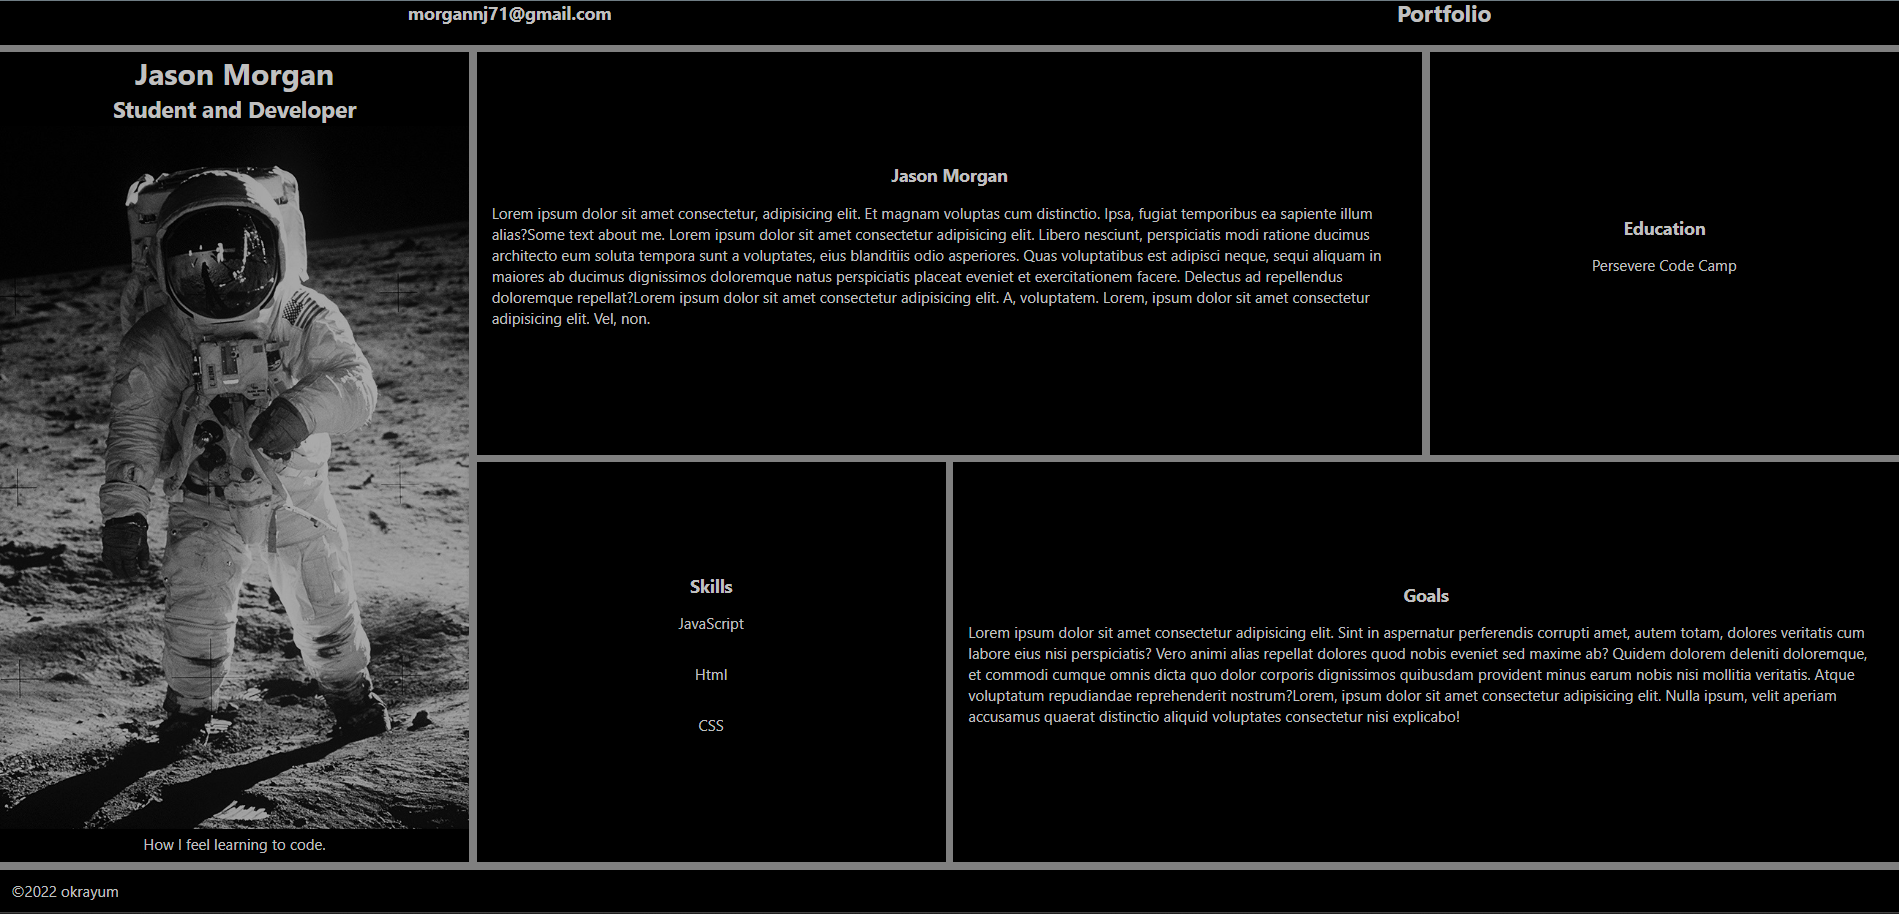 morgannj71@gmail.com
Portfolio
Jason Morgan
Student and Developer
How I feel learning to code.
Jason Morgan
Lorem ipsum dolor sit amet consectetur, adipisicing elit. Et magnam voluptas cum distinctio. Ipsa, fugiat temporibus ea sapiente illum
alias?Some text about me. Lorem ipsum dolor sit amet consectetur adipisicing elit. Libero nesciunt, perspiciatis modi ratione ducimus
architecto eum soluta tempora sunt a voluptates, eius blanditiis odio asperiores. Quas voluptatibus est adipisci neque, sequi aliquam in
maiores ab ducimus dignissimos doloremque natus perspiciatis placeat eveniet et exercitationem facere. Delectus ad repellendus
doloremque repellat?Lorem ipsum dolor sit amet consectetur adipisicing elit. A, voluptatem. Lorem, ipsum dolor sit amet consectetur
adipisicing elit. Vel, non.
Education
Persevere Code Camp
Skills
JavaScript
Html
CSS
Goals
Lorem ipsum dolor sit amet consectetur adipisicing elit. Sint in aspernatur perferendis corrupti amet, autem totam, dolores veritatis cum
labore eius nisi perspiciatis? Vero animi alias repellat dolores quod nobis eveniet sed maxime ab? Quidem dolorem deleniti doloremque,
et commodi cumque omnis dicta quo dolor corporis dignissimos quibusdam provident minus earum nobis nisi mollitia veritatis. Atque
voluptatum repudiandae reprehenderit nostrum?Lorem, ipsum dolor sit amet consectetur adipisicing elit. Nulla ipsum, velit aperiam
accusamus quaerat distinctio aliquid voluptates consectetur nisi explicabo!
©2022 okrayum